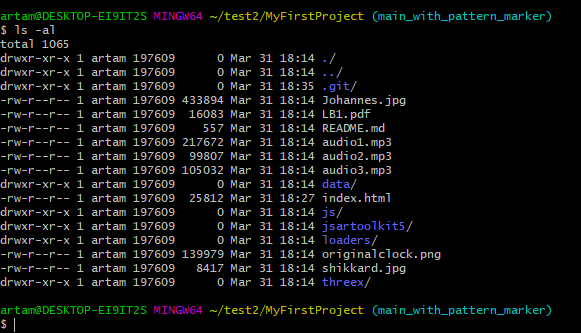 artam@DESKTOP-EI9IT2S MINGW64 ~/test2/MyFirstProject (main_with_pattern_marker)
$ ls -al
total 1065
drwxr-xr-x 1 artam 197609      0 Mar 31 18:14 ./
drwxr-xr-x 1 artam 197609      0 Mar 31 18:14 ../
drwxr-xr-x 1 artam 197609      0 Mar 31 18:35 .git/
-rw-r--r-- 1 artam 197609 433894 Mar 31 18:14 Johannes.jpg
-rw-r--r-- 1 artam 197609  16083 Mar 31 18:14 LB1.pdf
-rw-r--r-- 1 artam 197609    557 Mar 31 18:14 README.md
-rw-r--r-- 1 artam 197609 217672 Mar 31 18:14 audio1.mp3
-rw-r--r-- 1 artam 197609  99807 Mar 31 18:14 audio2.mp3
-rw-r--r-- 1 artam 197609 105032 Mar 31 18:14 audio3.mp3
drwxr-xr-x 1 artam 197609      0 Mar 31 18:14 data/
-rw-r--r-- 1 artam 197609  25812 Mar 31 18:27 index.html
drwxr-xr-x 1 artam 197609      0 Mar 31 18:14 js/
drwxr-xr-x 1 artam 197609      0 Mar 31 18:14 jsartoolkit5/
drwxr-xr-x 1 artam 197609      0 Mar 31 18:14 loaders/
-rw-r--r-- 1 artam 197609 139979 Mar 31 18:14 originalclock.png
-rw-r--r-- 1 artam 197609   8417 Mar 31 18:14 shikkard.jpg
drwxr-xr-x 1 artam 197609      0 Mar 31 18:14 threex/
artam@DESKTOP-EI9IT2S MINGW64 ~/test2/MyFirstProject (main_with_pattern_marker)
$